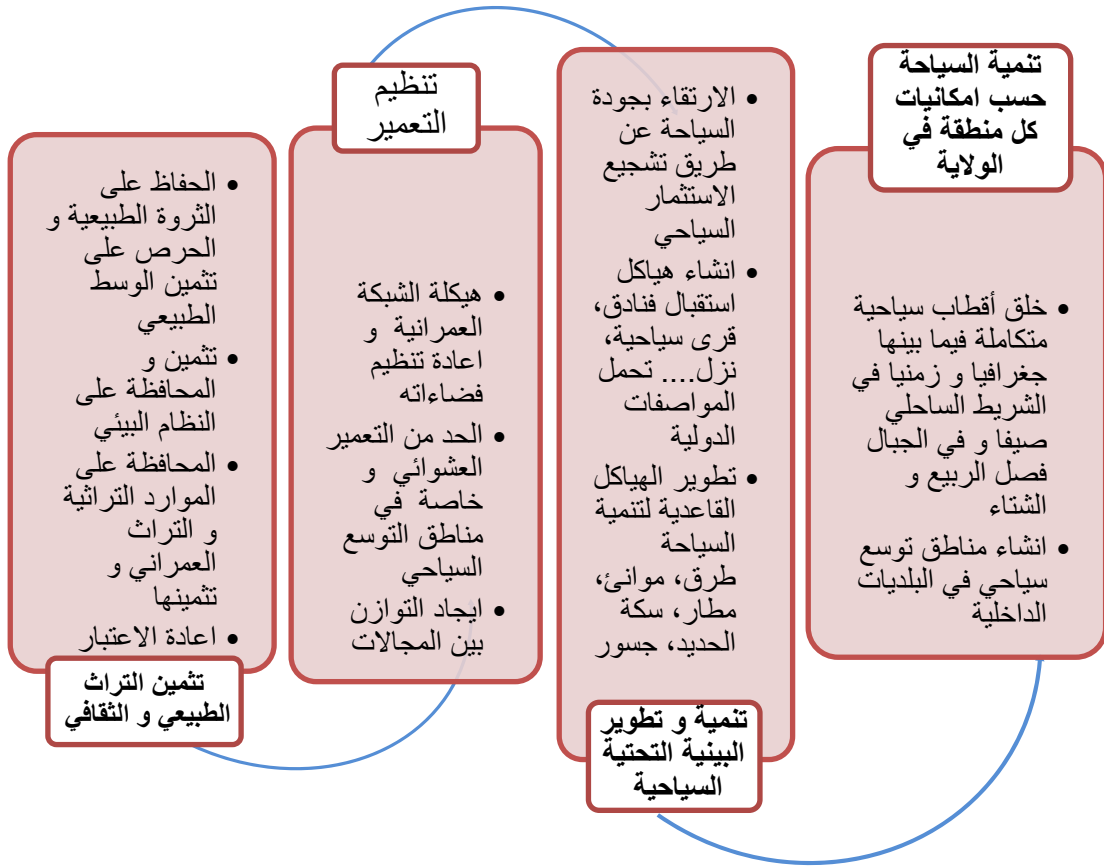 تنمية السياحة
حسب امكانيات
كل منطقة في
الولاية
• خلق أقطاب سياحية
متكاملة فيما بينها
جغرافيا و زمنيا في
الشريط الساحلي
صيفا و في الجبال
فصل الربيع و
الشتاء
• انشاء مناطق توسع
سياحي في البلديات
الداخلية
• الارتقاء بجودة
السياحة عن
طريق تشجيع
الاستثمار
السياحي
• انشاء هياكل
استقبال فنادق،
قرى سياحية،
نزل.... تحمل
المواصفات
الدولية
• تطوير الهياكل
القاعدية لتنمية
السياحة
طرق، موانئ،
مطار، سكة
الحديد، جسور
تنمية و تطوير
البينية التحتية
السياحية
تنظيم
التعمير
• هيكلة الشبكة
العمرانية و
اعادة تنظيم
فضاءاته
• الحد من التعمير
العشوائي و
خاصة في
مناطق التوسع
السياحي
• ايجاد التوازن
بين المجالات
• الحفاظ على
الثروة الطبيعية و
الحرص على
تثمين الوسط
الطبيعي
• تثمين و
المحافظة على
النظام البيئي
• المحافظة على
الموارد التراثية
و التراث
العمراني و
تثمينها
• اعادة الاعتبار
تثمين التراث
الطبيعي و الثقافي